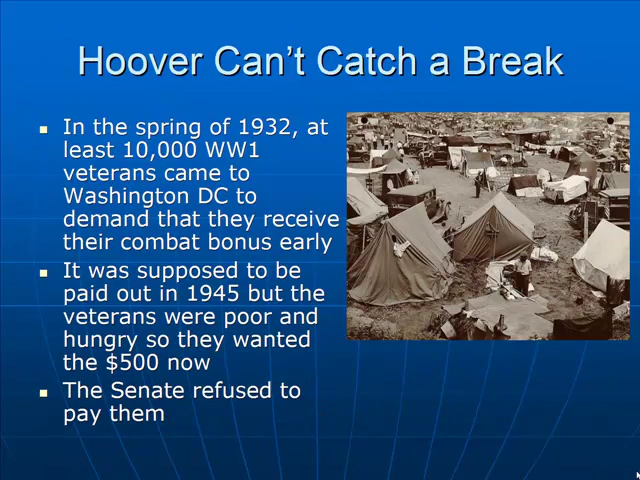 Hoover Can't Catch a Break
In the spring of 1932, at
least 10,000 WW1
veterans came to
Washington DC to
demand that they receive
their combat bonus early
It was supposed to be
paid out in 1945 but the
veterans were poor and
hungry so they wanted
the $500 now
The Senate refused to
pay them